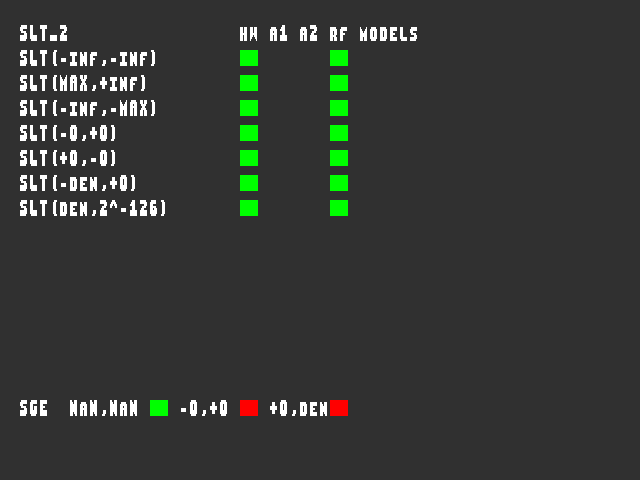 SLT_2 HW A1 A2 RF MODELS
SLT(-INF,-INF)
SLT(MAX,+INF)
SLT(-INF,-MAX)
SLT(-0,+0)
SLT(+0,-0)
SLT(-DEN,+0)
SLT(DEN,2^-126)
SGE NAN,NAN -0,+0 +0,DEN